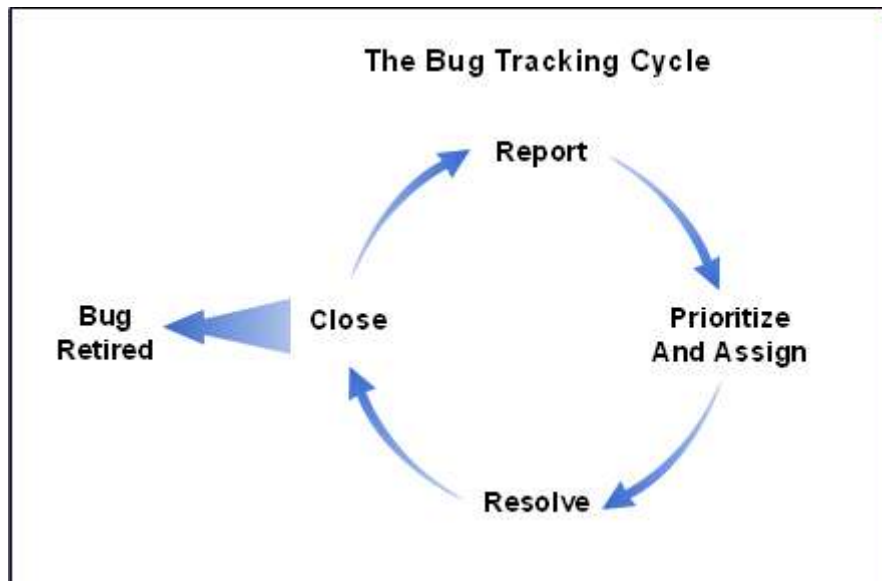 The Bug Tracking Cycle
Report
Prioritize
And Assign
Resolve
Close
Bug
Retired